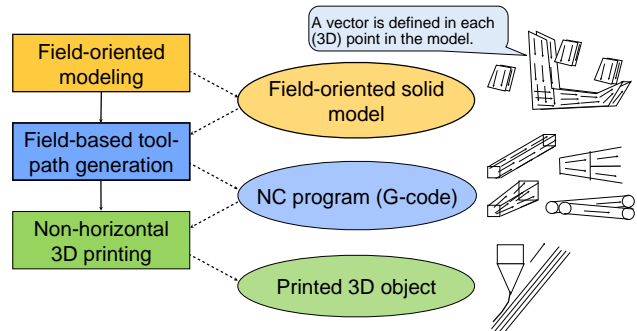 A vector is defined in each
(3D) point in the model.
Field-oriented
modeling
Field-oriented solid
model
Field-based tool-
path generation
NC program (G-code)
Non-horizontal
3D printing
Printed 3D object